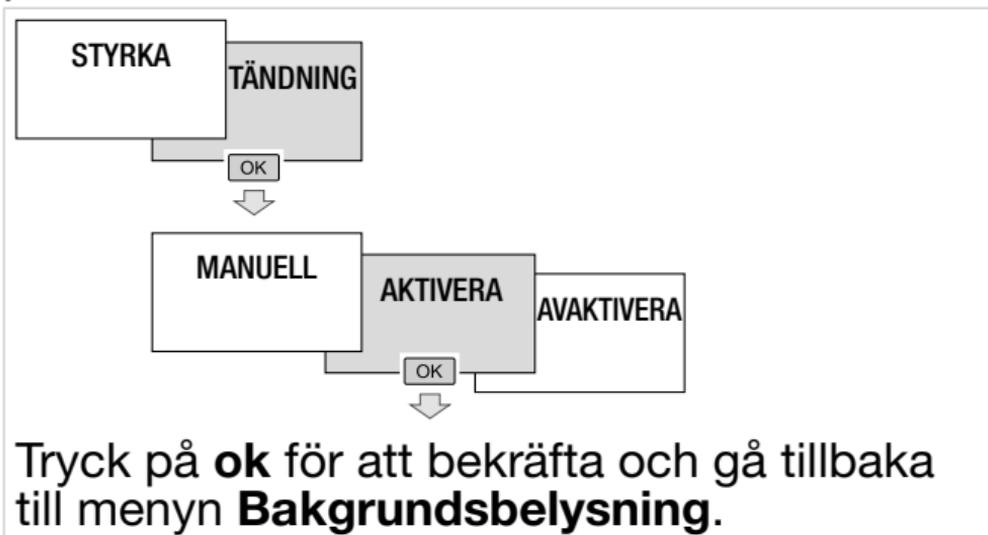 STYRKA
TÄNDNING
OK
MANUELL
AKTIVERA
AVAKTIVERA
OK
Tryck på ok för att bekräfta och gå tillbaka
till menyn Bakgrundsbelysning.